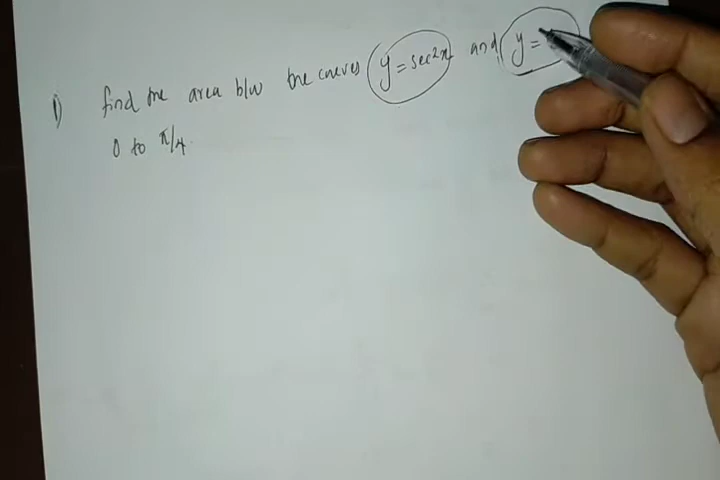 1) find the area b/w the curves y = sec²x and y =
0 to π/4